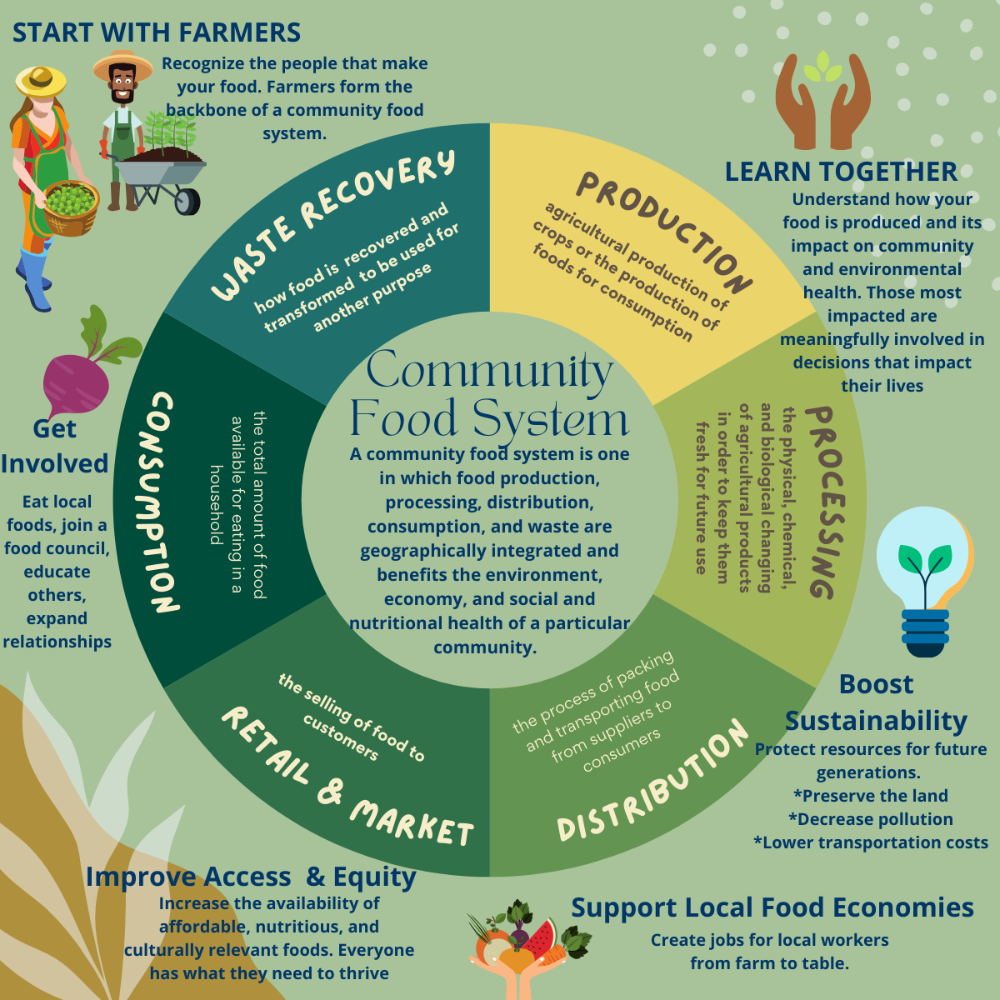 START WITH FARMERS
Recognize the people that make
your food. Farmers form the
backbone of a community food
system.
LEARN TOGETHER
Understand how your
food is produced and its
impact on community
and environmental
health. Those most
impacted are
meaningfully involved in
decisions that impact
their lives
WASTE RECOVERY
how food is recovered and
transformed to be used for
another purpose
PRODUCTION
agricultural production of
crops or the production of
foods for consumption
PROCESSING
the physical, chemical,
and biological changing
of agricultural products
in order to keep them
fresh for future use
DISTRIBUTION
the process of packing
and transporting food
from suppliers to
consumers
RETAIL & MARKET
the selling of food to
customers
CONSUMPTION
the total amount of food
available for eating in a
household
Community
Food System
A community food system is one
in which food production,
processing, distribution,
consumption, and waste are
geographically integrated and
benefits the environment,
economy, and social and
nutritional health of a particular
community.
Get
Involved
Eat local
foods, join a
food council,
educate
others,
expand
relationships
Boost
Sustainability
Protect resources for future
generations.
*Preserve the land
*Decrease pollution
*Lower transportation costs
Improve Access & Equity
Increase the availability of
affordable, nutritious, and
culturally relevant foods. Everyone
has what they need to thrive
Support Local Food Economies
Create jobs for local workers
from farm to table.